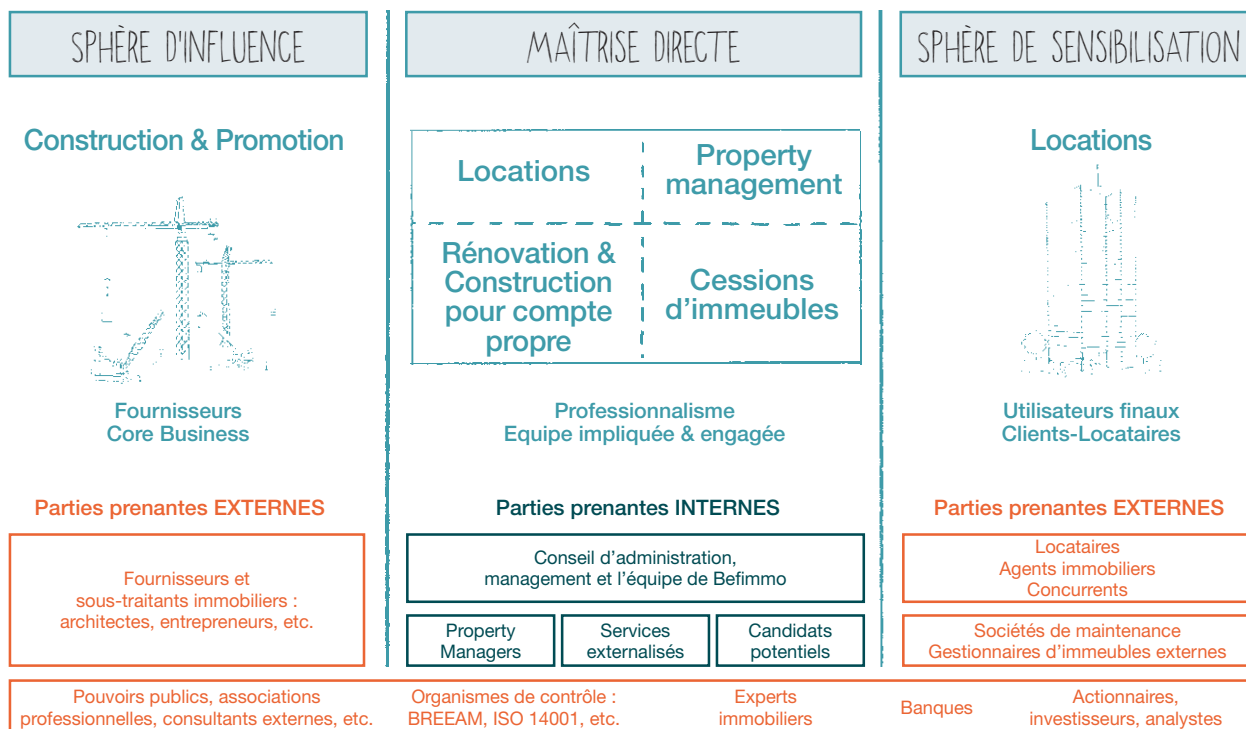 SPHÈRE D'INFLUENCE
MAÎTRISE DIRECTE
SPHÈRE DE SENSIBILISATION
Construction & Promotion
Fournisseurs
Core Business
Locations
Property
management
Rénovation &
Construction
pour compte
propre
Cessions
d’immeubles
Professionnalisme
Equipe impliquée & engagée
Locations
Utilisateurs finaux
Clients-Locataires
Parties prenantes EXTERNES
Fournisseurs et
sous-traitants immobiliers :
architectes, entrepreneurs, etc.
Parties prenantes INTERNES
Conseil d’administration,
management et l’équipe de Befimmo
Property
Managers
Services
externalisés
Candidats
potentiels
Parties prenantes EXTERNES
Locataires
Agents immobiliers
Concurrents
Sociétés de maintenance
Gestionnaires d’immeubles externes
Pouvoirs publics, associations
professionnelles, consultants externes, etc.
Organismes de contrôle :
BREEAM, ISO 14001, etc.
Experts
immobiliers
Banques
Actionnaires,
investisseurs, analystes